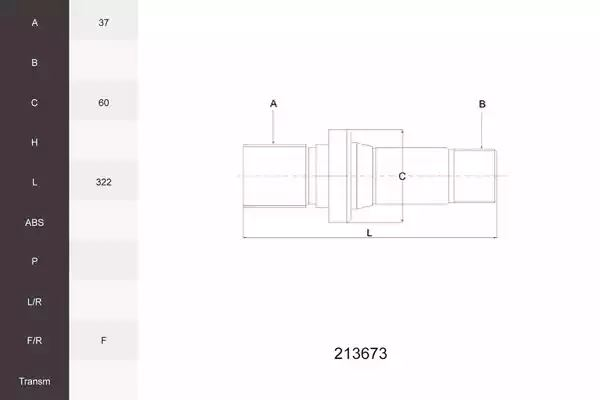 A 37
B
C 60
H
L 322
ABS
P
L/R
F/R F
Transm
A
B
C
L
213673